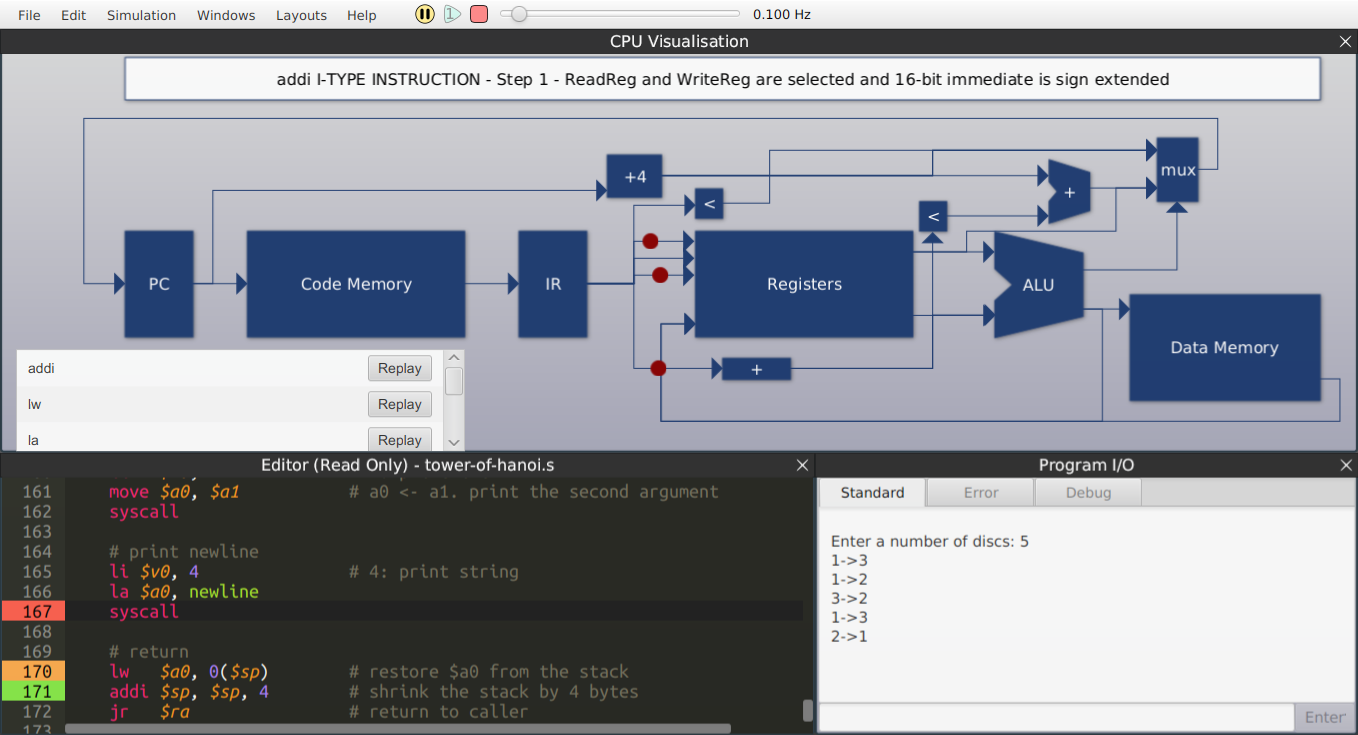 File Edit Simulation Windows Layouts Help 1 0.100 Hz
CPU Visualisation
addi I-TYPE INSTRUCTION - Step 1 - ReadReg and WriteReg are selected and 16-bit immediate is sign extended
+4
mux
+
<
<
PC
Code Memory
IR
Registers
ALU
Data Memory
+
addi Replay
lw Replay
la Replay
Editor (Read Only) - tower-of-hanoi.s
161 move $a0, $a1 # a0 <- a1. print the second argument
162 syscall
163
164 # print newline
165 li $v0, 4 # 4: print string
166 la $a0, newline
167 syscall
168
169 # return
170 lw $a0, 0($sp) # restore $a0 from the stack
171 addi $sp, $sp, 4 # shrink the stack by 4 bytes
172 jr $ra # return to caller
173
Program I/O
Standard Error Debug
Enter a number of discs: 5
1->3
1->2
3->2
1->3
2->1
Enter